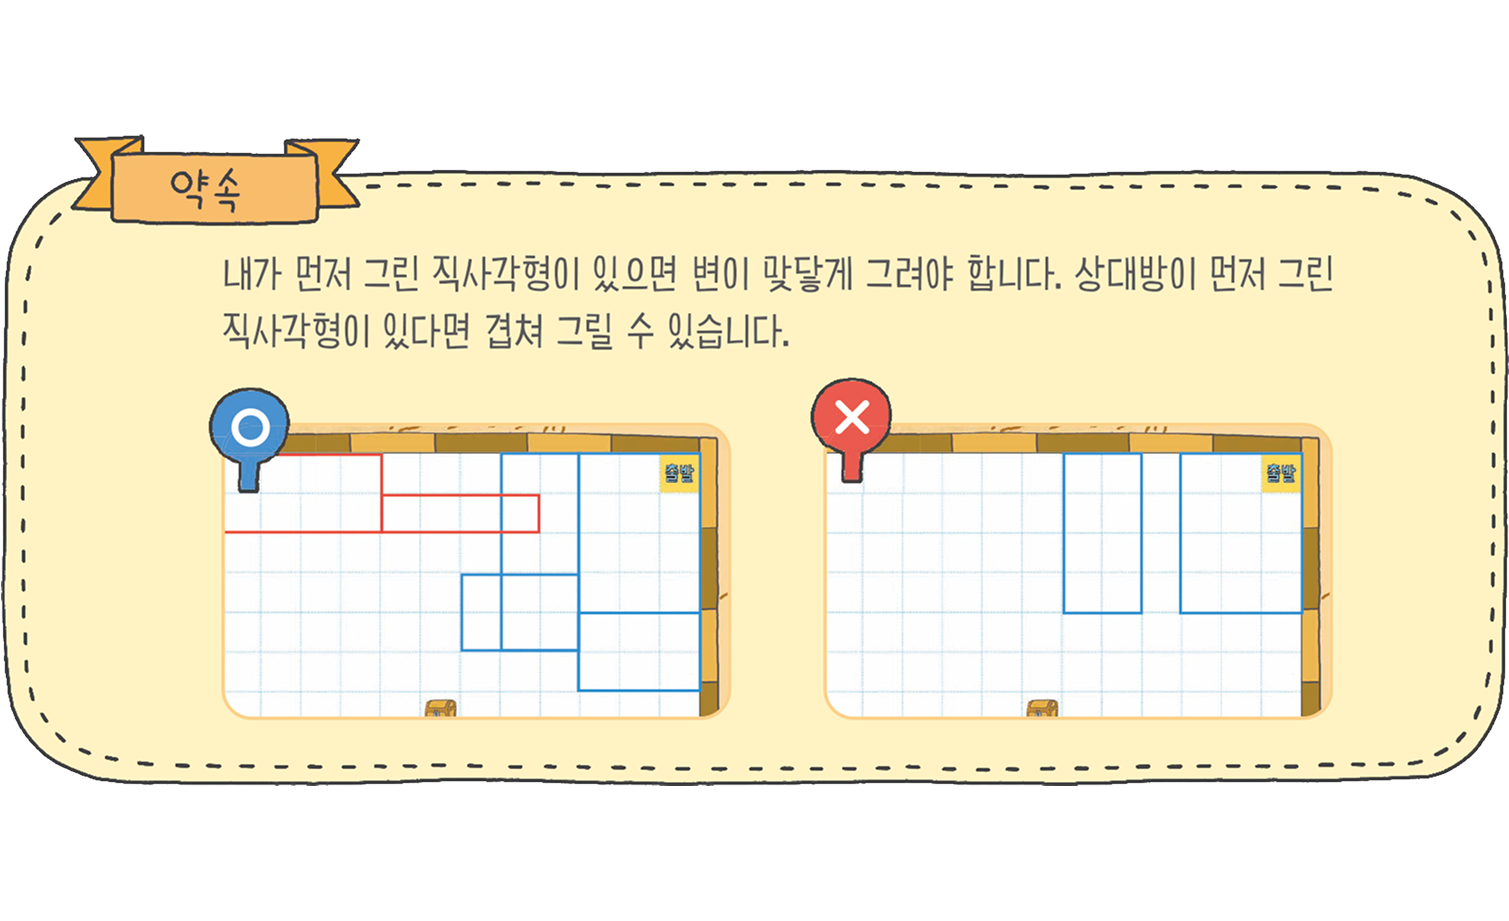 약속
내가 먼저 그린 직사각형이 있으면 변이 맞닿게 그려야 합니다. 상대방이 먼저 그린
직사각형이 있다면 겹쳐 그릴 수 있습니다.
출발
출발